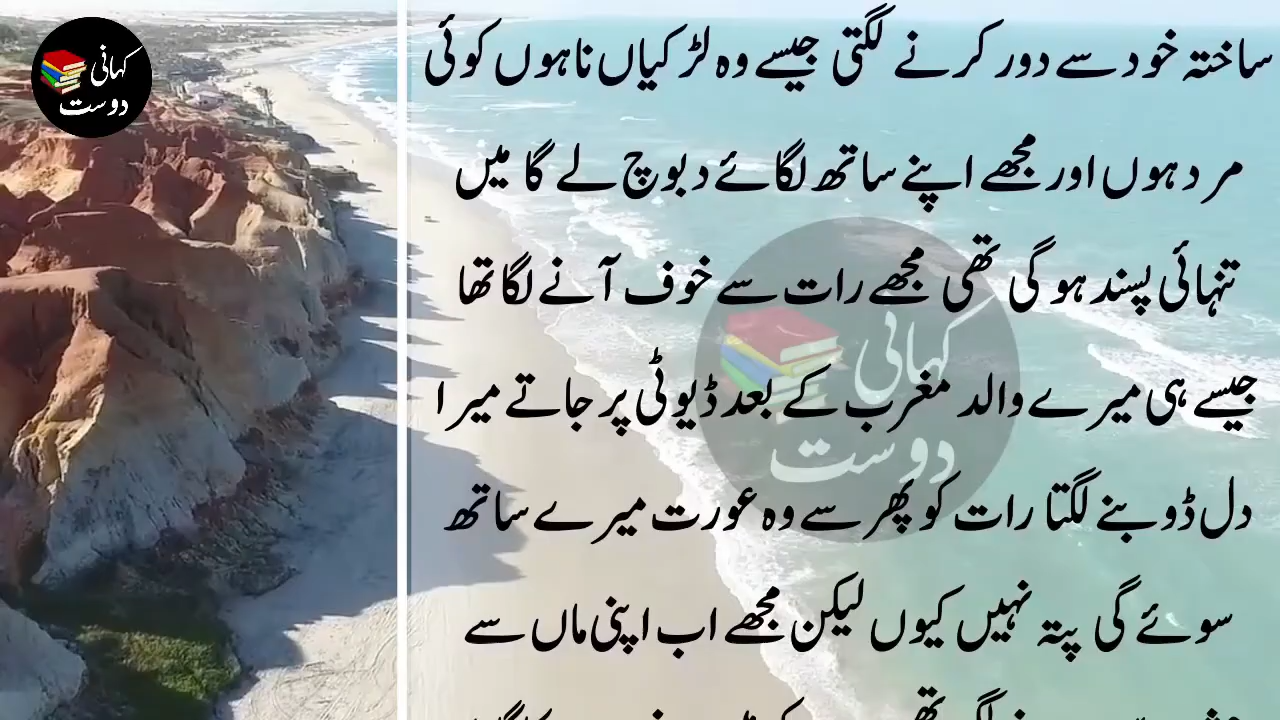 کہانی
دوست
ساختہ خود سے دور کرنے لگتی جیسے وہ لڑکیاں ناہوں کوئی
مرد ہوں اور مجھے اپنے ساتھ لگائے دبوچ لے گا میں
تنہائی پسند ہو گی تھی مجھے رات سے خوف آنے لگا تھا
جیسے ہی میرے والد مغرب کے بعد ڈیوٹی پر جاتے میرا
دل ڈوبنے لگتا رات کو پھر سے وہ عورت میرے ساتھ
سوئے گی پتہ نہیں کیوں لیکن مجھے اب اپنی ماں سے
کہانی
دوست